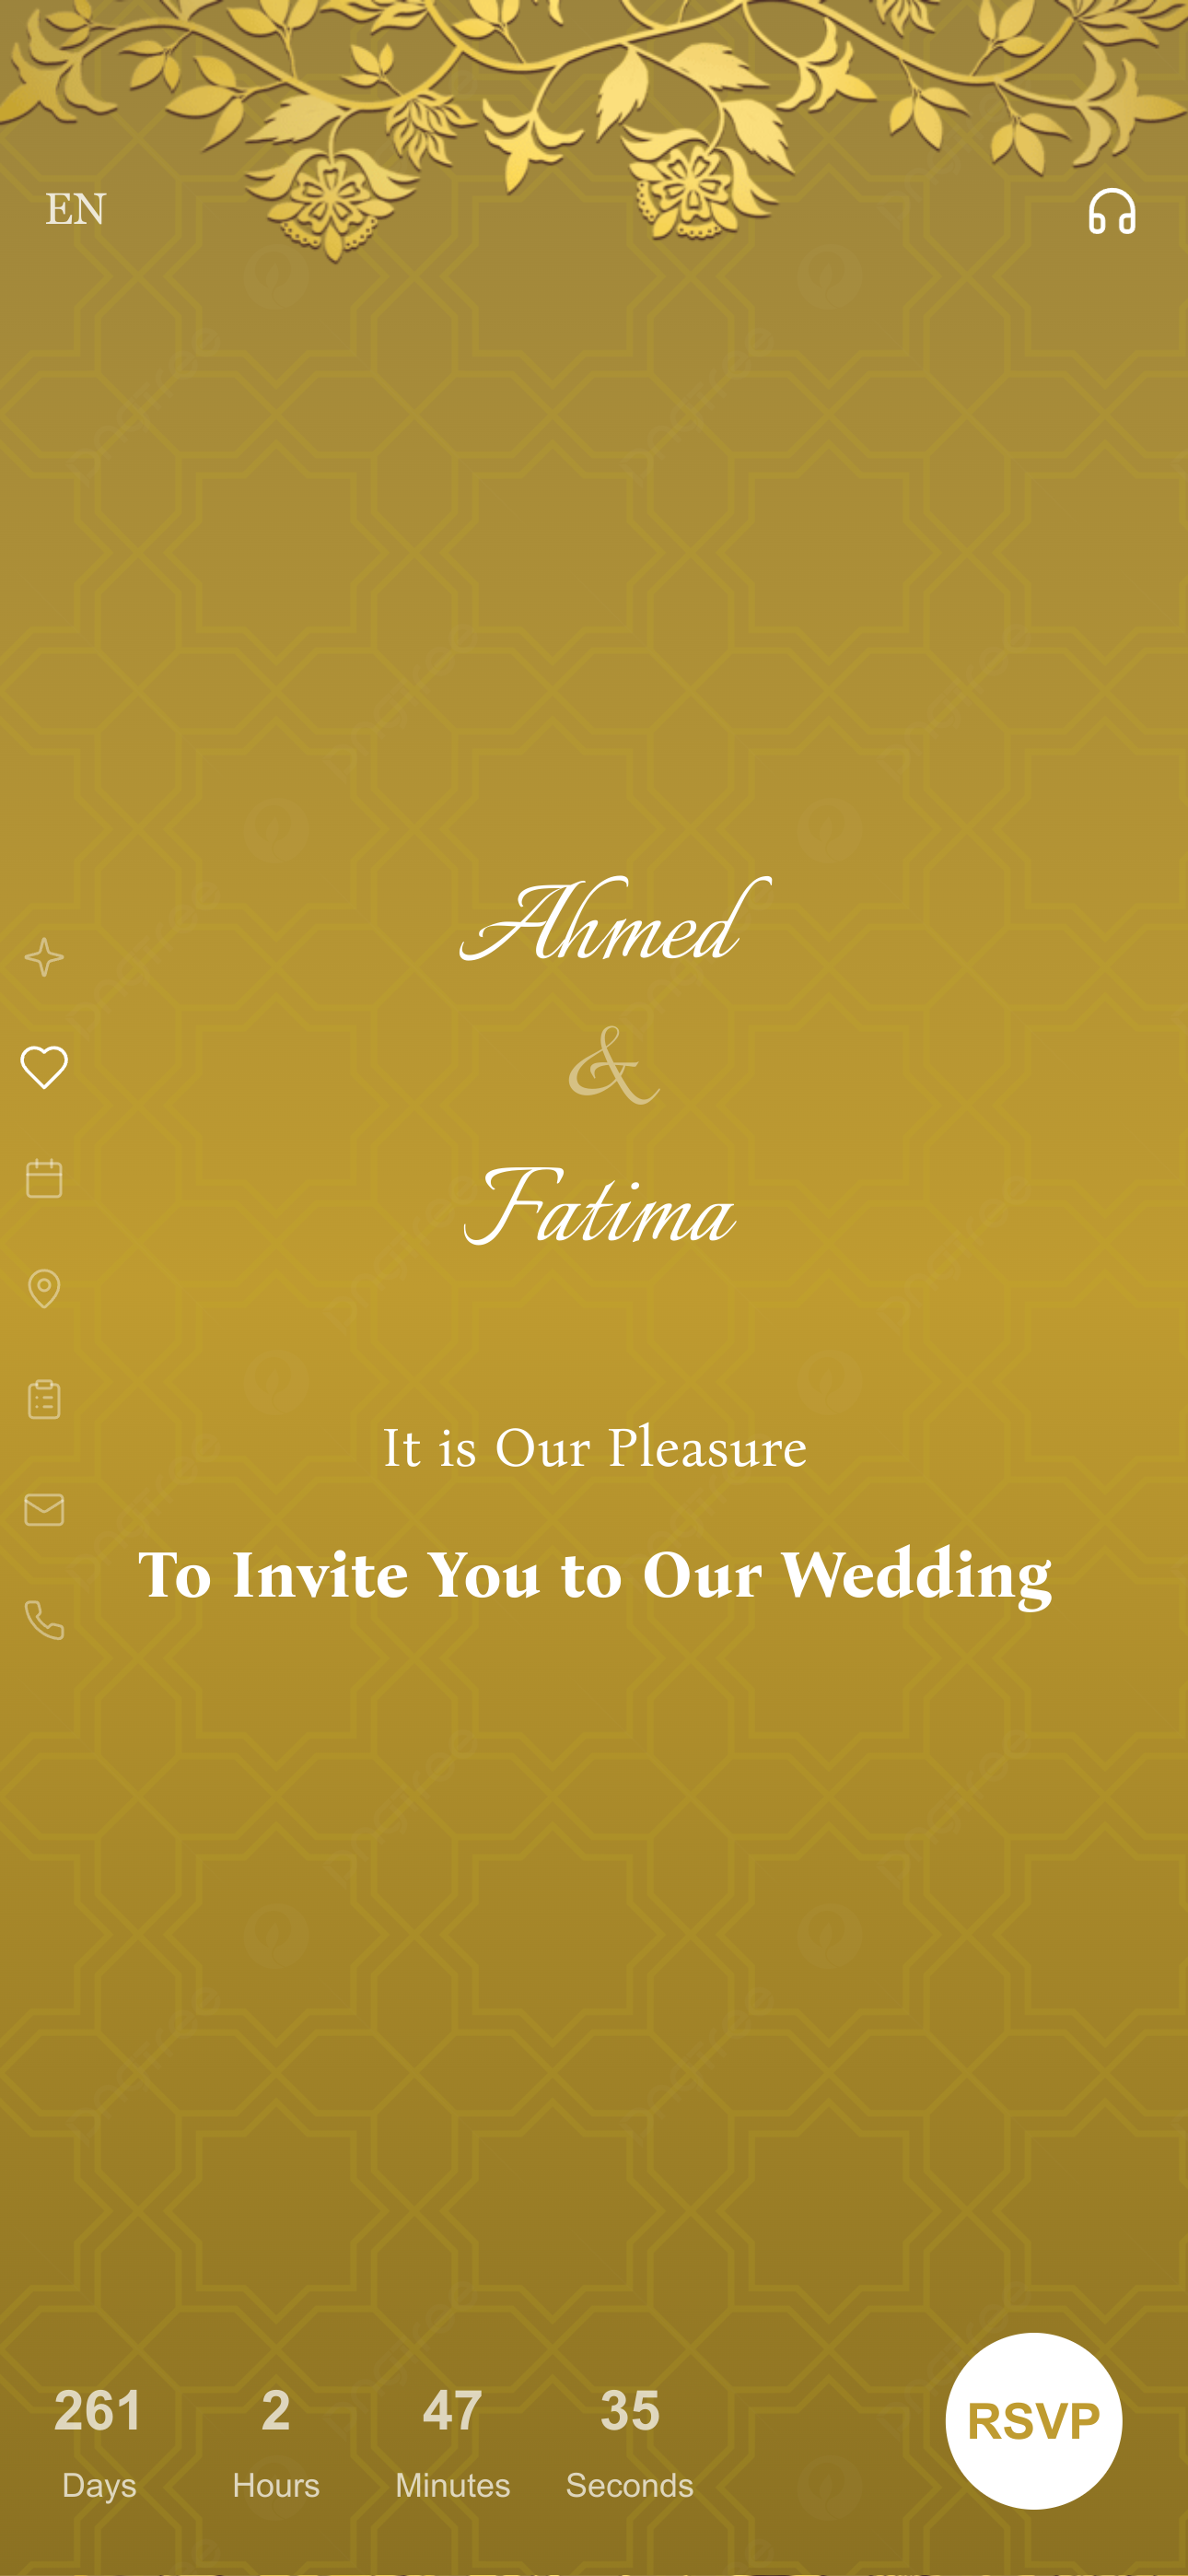 EN
Ahmed
&
Fatima
It is Our Pleasure
To Invite You to Our Wedding
261 2 47 35
Days Hours Minutes Seconds
RSVP